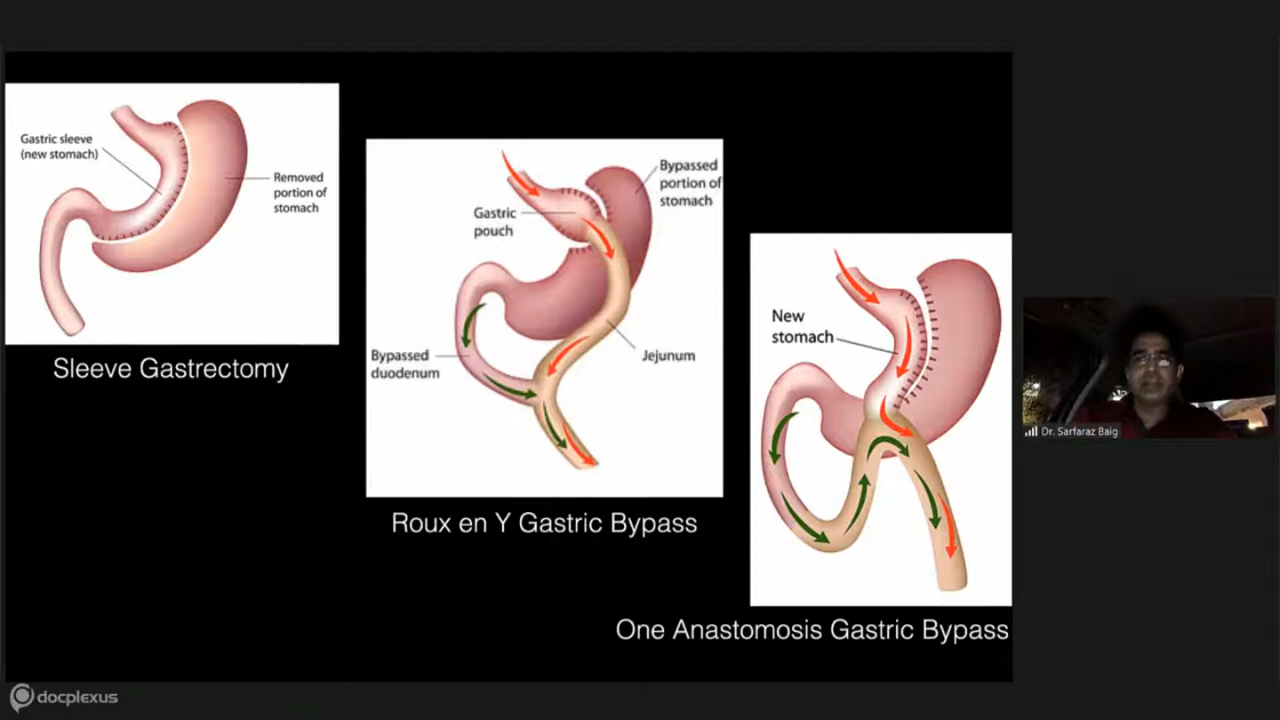 Gastric sleeve
(new stomach)
Removed
portion of
stomach
Sleeve Gastrectomy
Bypassed
portion of
stomach
Gastric
pouch
Bypassed
duodenum
Jejunum
Roux en Y Gastric Bypass
New
stomach
One Anastomosis Gastric Bypass
Dr. Sarfaraz Baig
docplexus